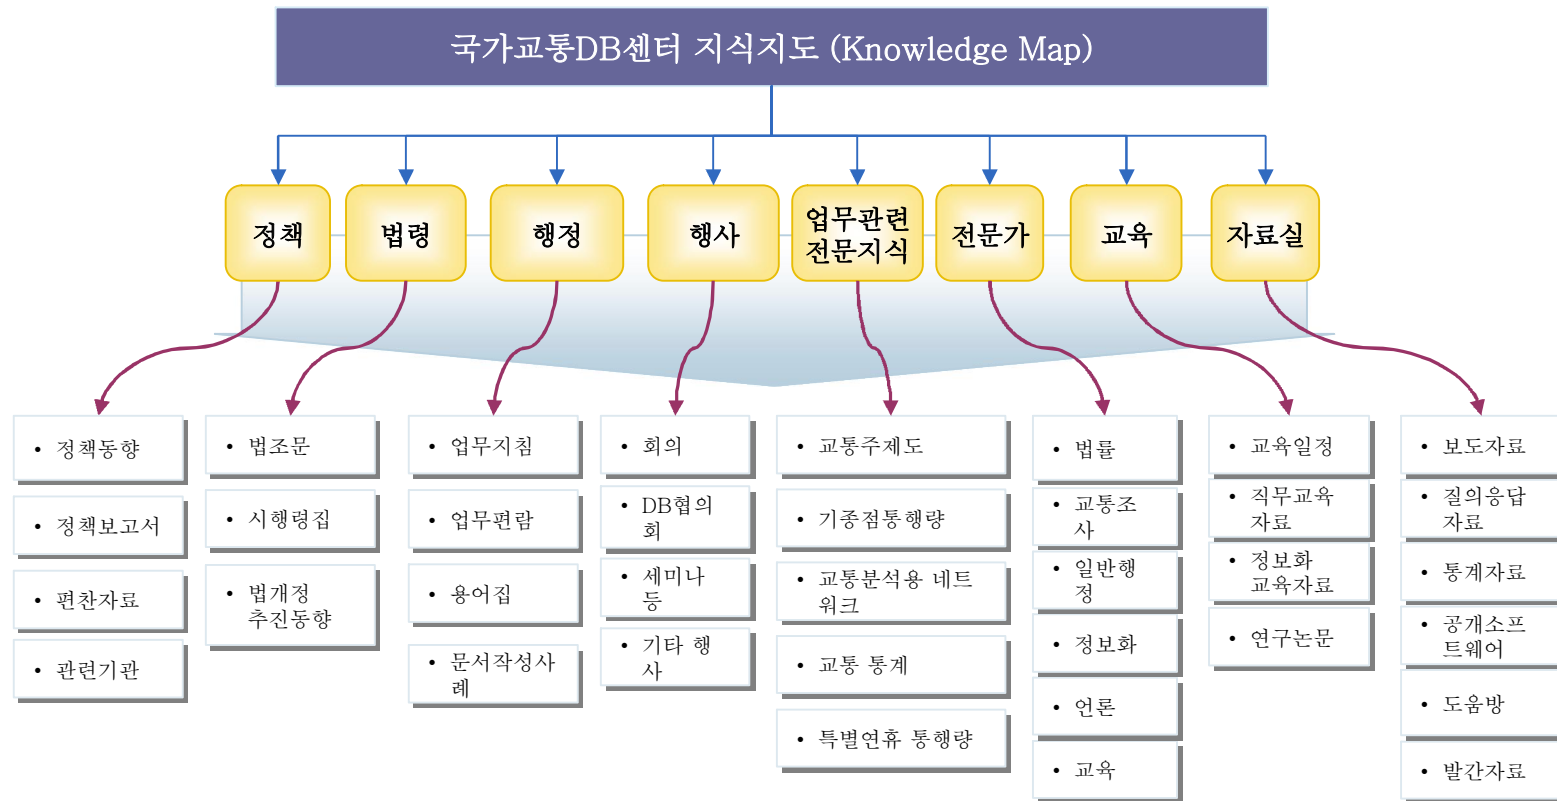 국가교통DB센터 지식지도 (Knowledge Map)
정책
법령
행정
행사
업무관련
전문지식
전문가
교육
자료실
• 정책동향
• 정책보고서
• 편찬자료
• 관련기관
• 법조문
• 시행령집
• 법개정
추진동향
• 업무지침
• 업무편람
• 용어집
• 문서작성사
례
• 회의
• DB협의
회
• 세미나
등
• 기타 행
사
• 교통주제도
• 기종점통행량
• 교통분석용 네트
워크
• 교통 통계
• 특별연휴 통행량
• 법률
• 교통조
사
• 일반행
정
• 정보화
• 언론
• 교육
• 교육일정
• 직무교육
자료
• 정보화
교육자료
• 연구논문
• 보도자료
• 질의응답
자료
• 통계자료
• 공개소프
트웨어
• 도움방
• 발간자료